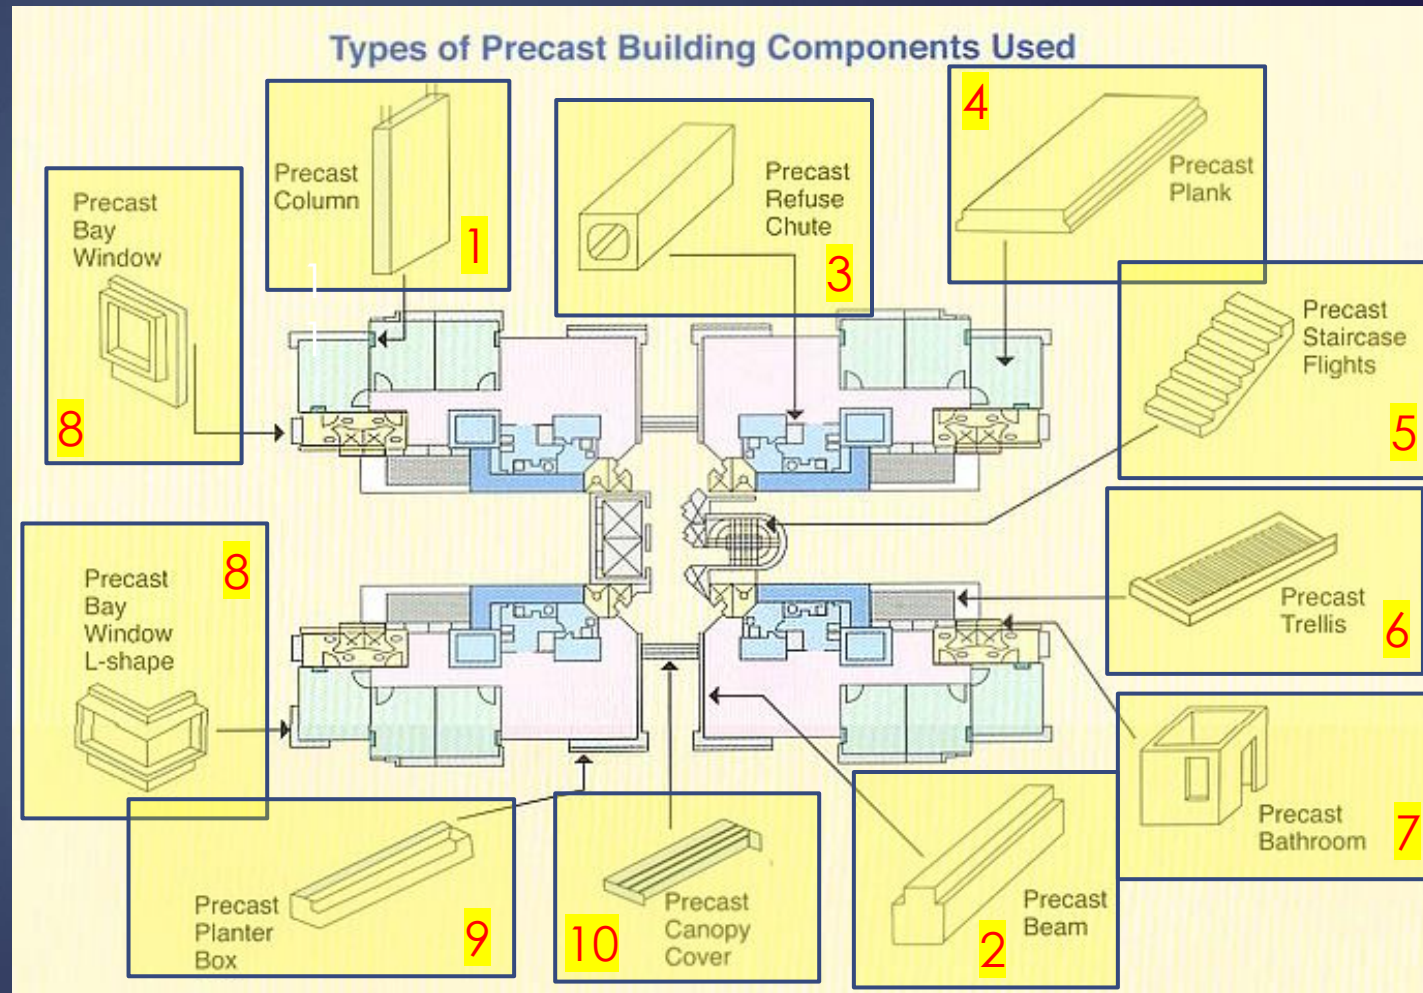 Types of Precast Building Components Used
Precast
Column
1
Precast
Refuse
Chute
3
4
Precast
Plank
Precast
Bay
Window
8
Precast
Staircase
Flights
5
Precast
Bay
Window
L-shape
8
Precast
Trellis
6
Precast
Bathroom
7
Precast
Planter
Box
9
Precast
Canopy
Cover
10
Precast
Beam
2